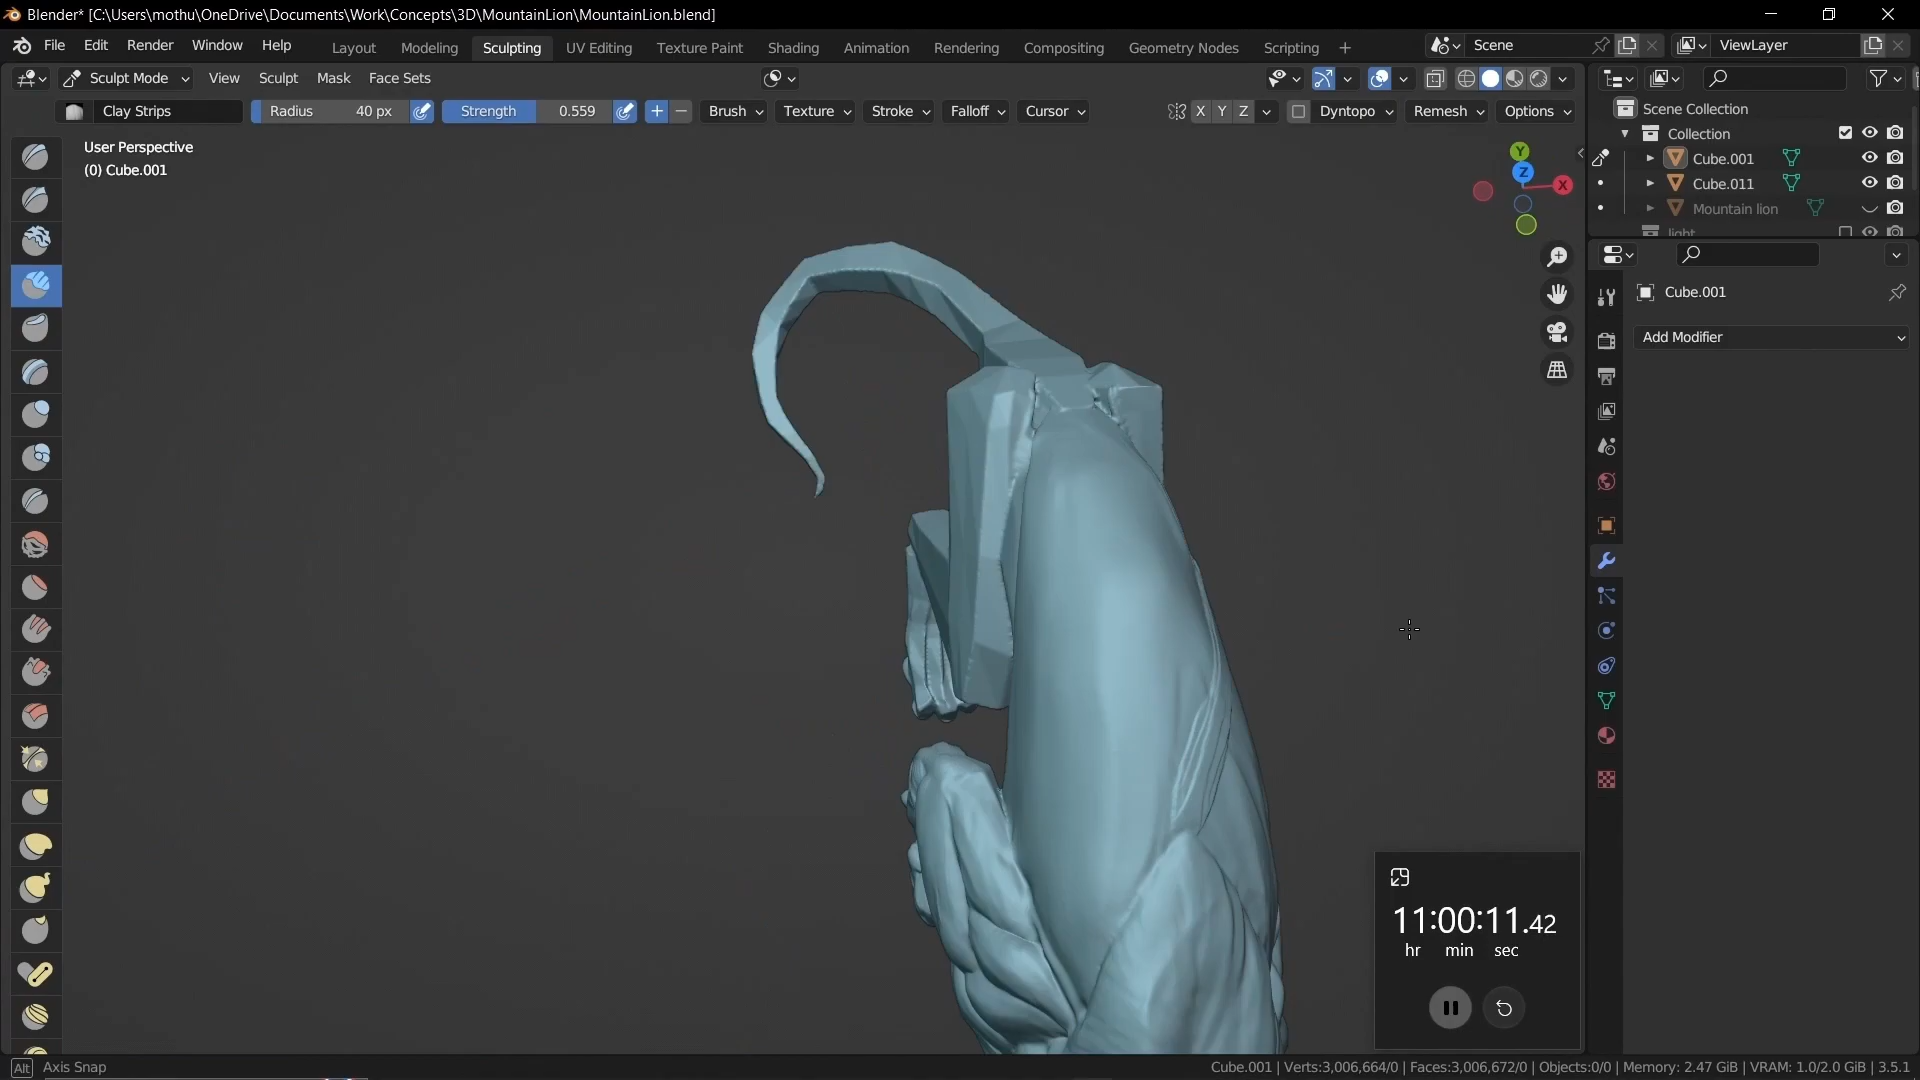 Blender* [C:\Users\mothu\OneDrive\Documents\Work\Concepts\3D\MountainLion\MountainLion.blend]
File Edit Render Window Help Layout Modeling Sculpting UV Editing Texture Paint Shading Animation Rendering Compositing Geometry Nodes Scripting + Scene ViewLayer
Sculpt Mode View Sculpt Mask Face Sets
Clay Strips Radius 40 px Strength 0.559 + − Brush Texture Stroke Falloff Cursor X Y Z Dyntopo Remesh Options
User Perspective
(0) Cube.001
Y
Z
X
Scene Collection
Collection
Cube.001
Cube.011
Mountain lion
light
Cube.001
Add Modifier
11:00:11.42
hr min sec
Alt Axis Snap
Cube.001 | Verts:3,006,664/0 | Faces:3,006,672/0 | Objects:0/0 | Memory: 2.47 GiB | VRAM: 1.0/2.0 GiB | 3.5.1